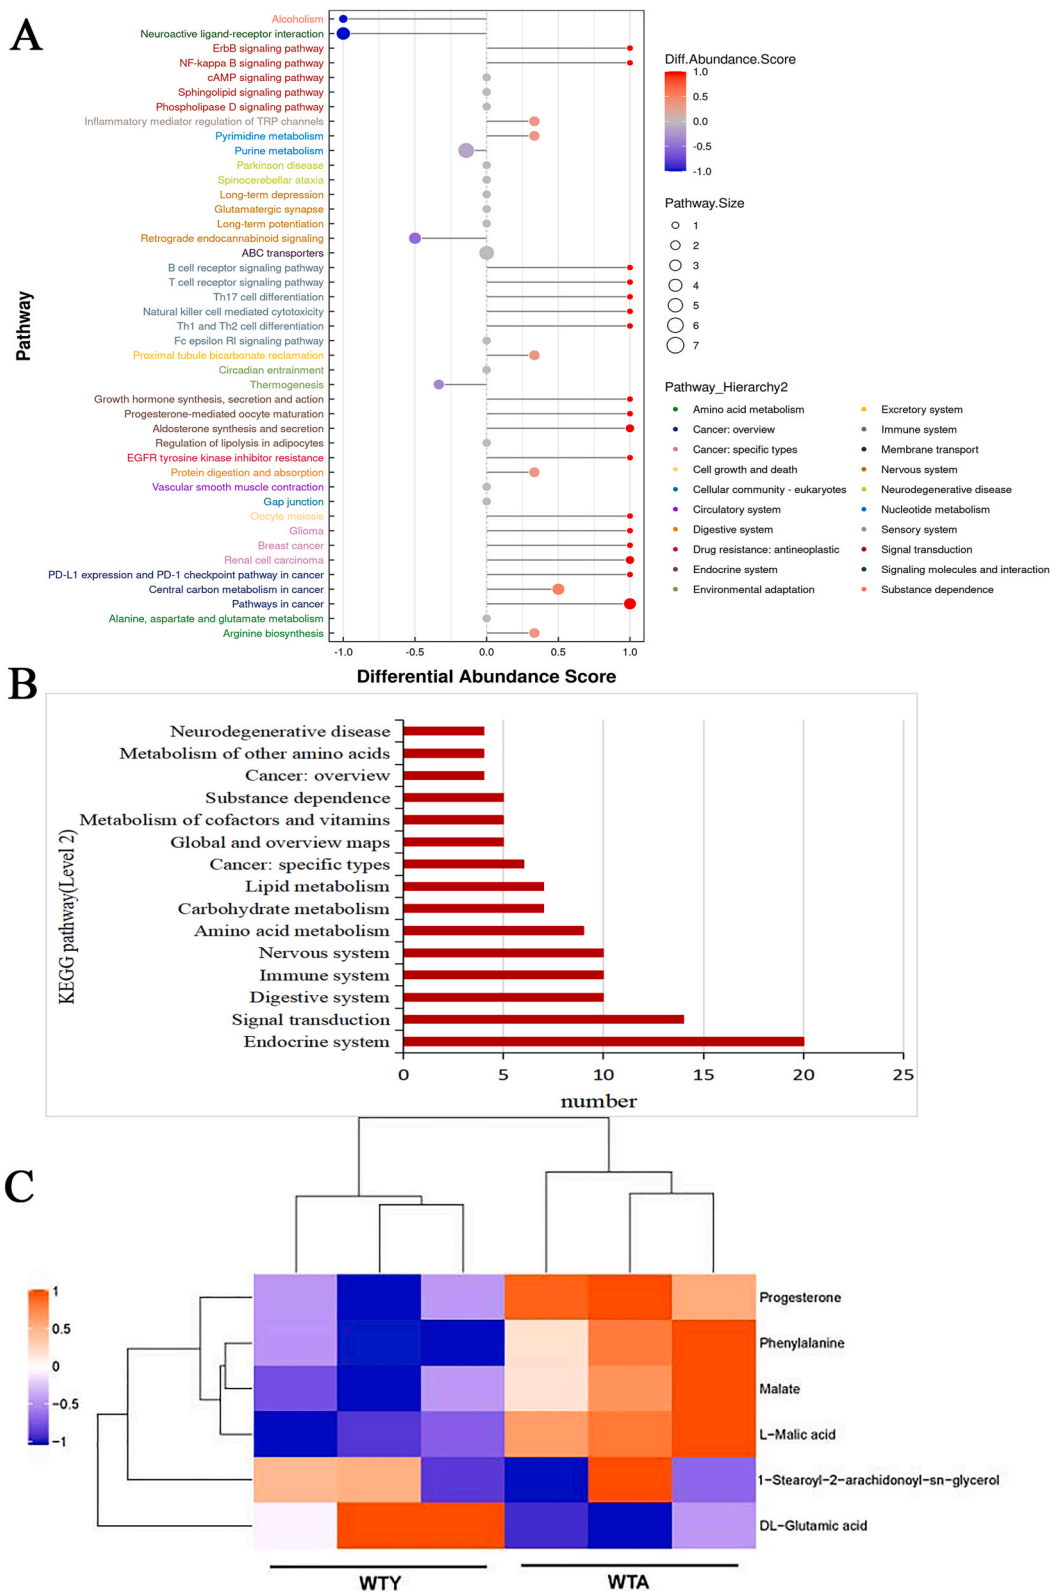 A
Pathway
Alcoholism
Neuroactive ligand-receptor interaction
ErbB signaling pathway
NF-kappa B signaling pathway
cAMP signaling pathway
Sphingolipid signaling pathway
Phospholipase D signaling pathway
Inflammatory mediator regulation of TRP channels
Pyrimidine metabolism
Purine metabolism
Parkinson disease
Spinocerebellar ataxia
Long-term depression
Glutamatergic synapse
Long-term potentiation
Retrograde endocannabinoid signaling
ABC transporters
B cell receptor signaling pathway
T cell receptor signaling pathway
Th17 cell differentiation
Natural killer cell mediated cytotoxicity
Th1 and Th2 cell differentiation
Fc epsilon RI signaling pathway
Proximal tubule bicarbonate reclamation
Circadian entrainment
Thermogenesis
Growth hormone synthesis, secretion and action
Progesterone-mediated oocyte maturation
Aldosterone synthesis and secretion
Regulation of lipolysis in adipocytes
EGFR tyrosine kinase inhibitor resistance
Protein digestion and absorption
Vascular smooth muscle contraction
Gap junction
Oocyte meiosis
Glioma
Breast cancer
Renal cell carcinoma
PD-L1 expression and PD-1 checkpoint pathway in cancer
Central carbon metabolism in cancer
Pathways in cancer
Alanine, aspartate and glutamate metabolism
Arginine biosynthesis
-1.0 -0.5 0.0 0.5 1.0
Differential Abundance Score
Diff.Abundance.Score
1.0
0.5
0.0
-0.5
-1.0
Pathway.Size
1
2
3
4
5
6
7
Pathway_Hierarchy2
Amino acid metabolism
Cancer: overview
Cancer: specific types
Cell growth and death
Cellular community - eukaryotes
Circulatory system
Digestive system
Drug resistance: antineoplastic
Endocrine system
Environmental adaptation
Excretory system
Immune system
Membrane transport
Nervous system
Neurodegenerative disease
Nucleotide metabolism
Sensory system
Signal transduction
Signaling molecules and interaction
Substance dependence
B
KEGG pathway(Level 2)
Neurodegenerative disease
Metabolism of other amino acids
Cancer: overview
Substance dependence
Metabolism of cofactors and vitamins
Global and overview maps
Cancer: specific types
Lipid metabolism
Carbohydrate metabolism
Amino acid metabolism
Nervous system
Immune system
Digestive system
Signal transduction
Endocrine system
0 5 10 15 20 25
number
C
1
0.5
0
-0.5
-1
Progesterone
Phenylalanine
Malate
L-Malic acid
1-Stearoyl-2-arachidonoyl-sn-glycerol
DL-Glutamic acid
WTY WTA